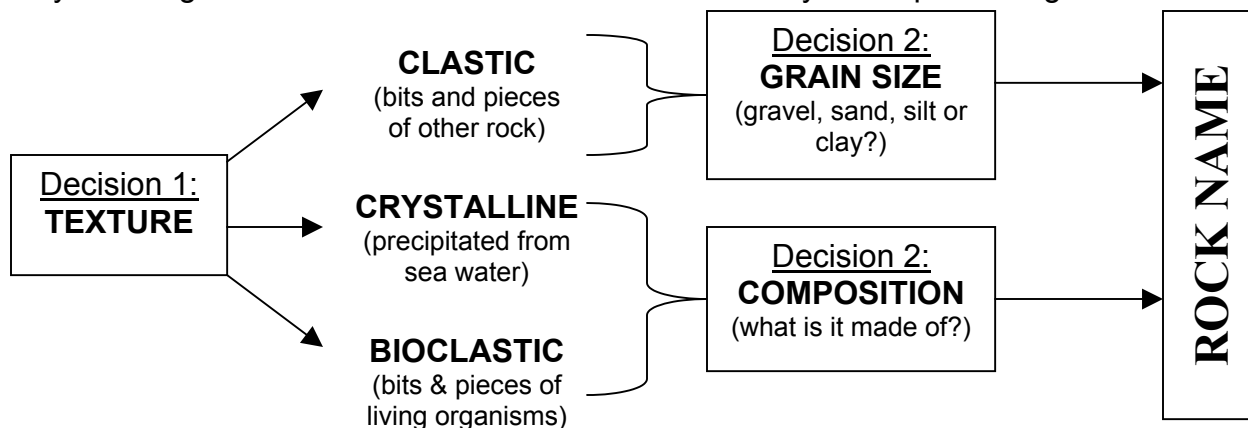 Decision 1:
TEXTURE
CLASTIC
(bits and pieces
of other rock)
CRYSTALLINE
(precipitated from
sea water)
BIOCLASTIC
(bits & pieces of
living organisms)
Decision 2:
GRAIN SIZE
(gravel, sand, silt or
clay?)
Decision 2:
COMPOSITION
(what is it made of?)
ROCK NAME